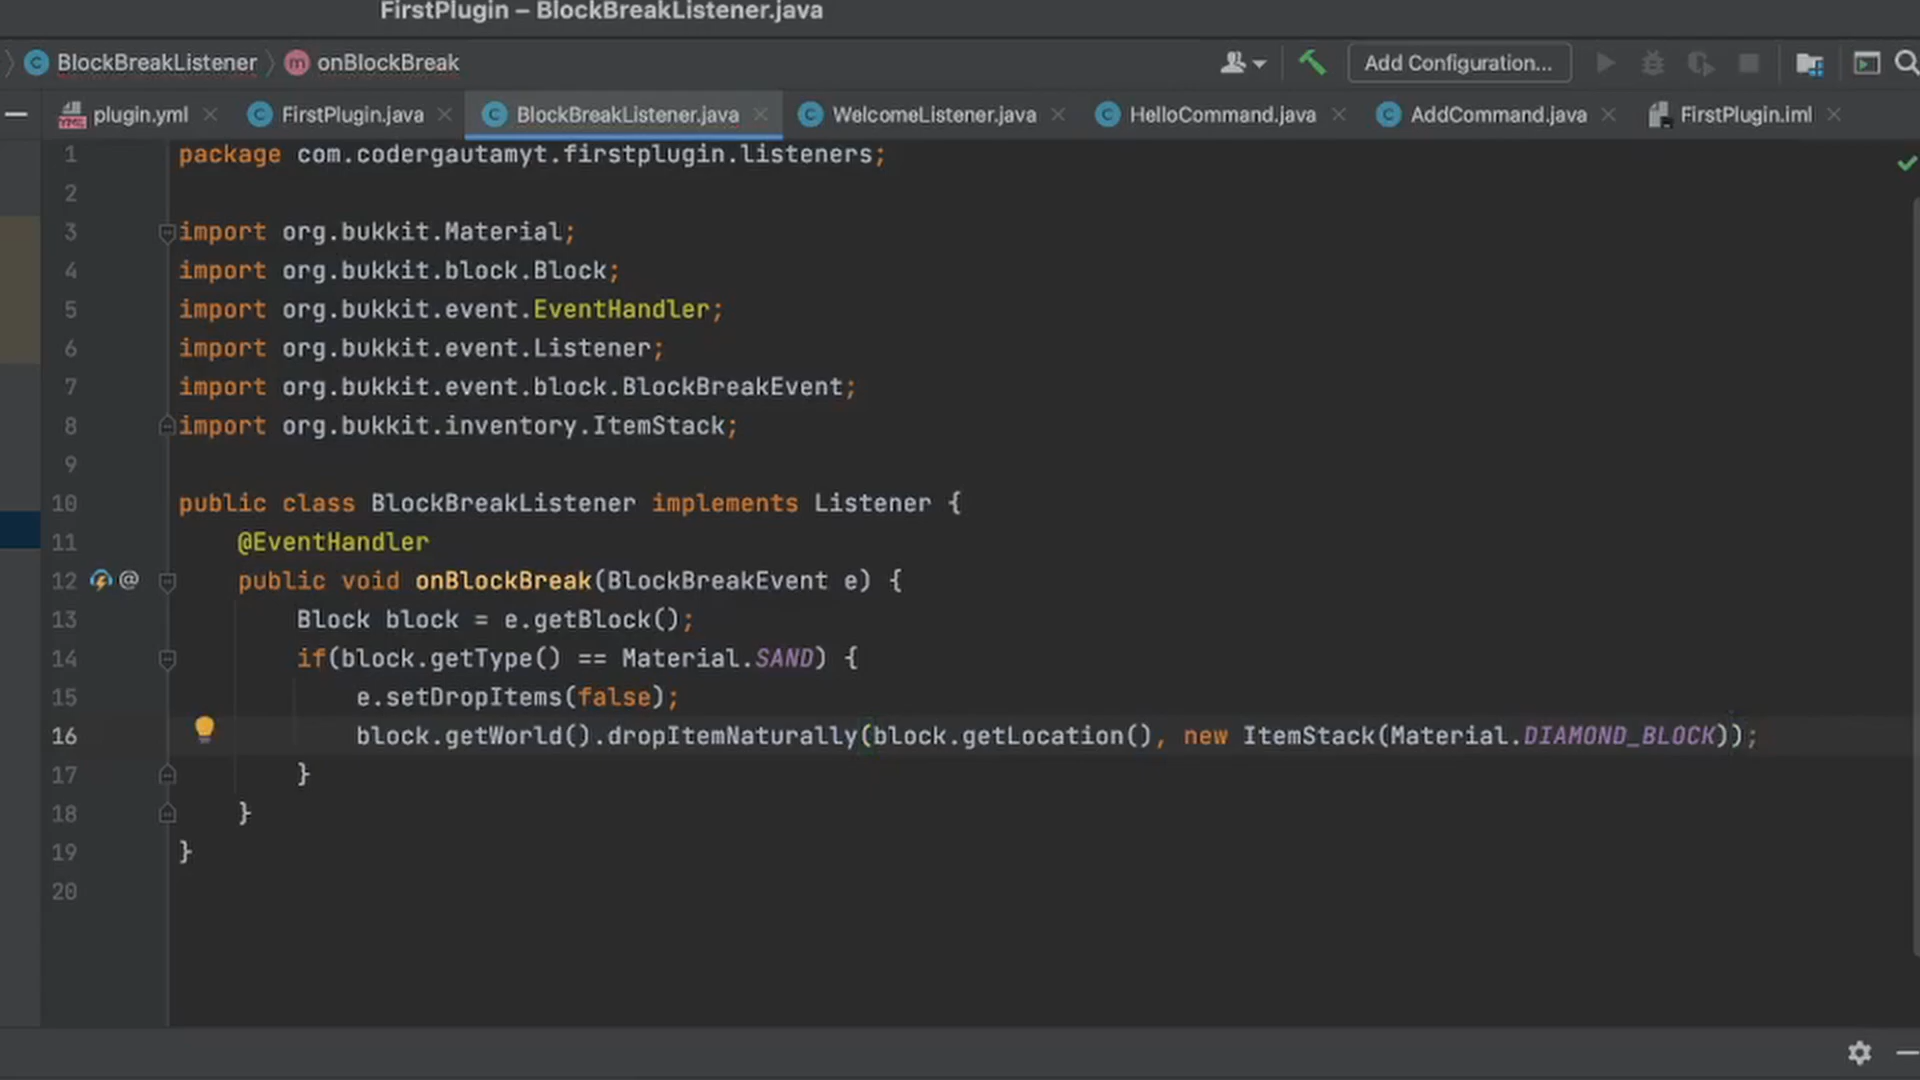 FirstPlugin – BlockBreakListener.java
BlockBreakListener onBlockBreak Add Configuration...
plugin.yml FirstPlugin.java BlockBreakListener.java WelcomeListener.java HelloCommand.java AddCommand.java FirstPlugin.iml
1 package com.codergautamyt.firstplugin.listeners;
2
3 import org.bukkit.Material;
4 import org.bukkit.block.Block;
5 import org.bukkit.event.EventHandler;
6 import org.bukkit.event.Listener;
7 import org.bukkit.event.block.BlockBreakEvent;
8 import org.bukkit.inventory.ItemStack;
9
10 public class BlockBreakListener implements Listener {
11 @EventHandler
12 @ public void onBlockBreak(BlockBreakEvent e) {
13 Block block = e.getBlock();
14 if(block.getType() == Material.SAND) {
15 e.setDropItems(false);
16 block.getWorld().dropItemNaturally(block.getLocation(), new ItemStack(Material.DIAMOND_BLOCK));
17 }
18 }
19 }
20